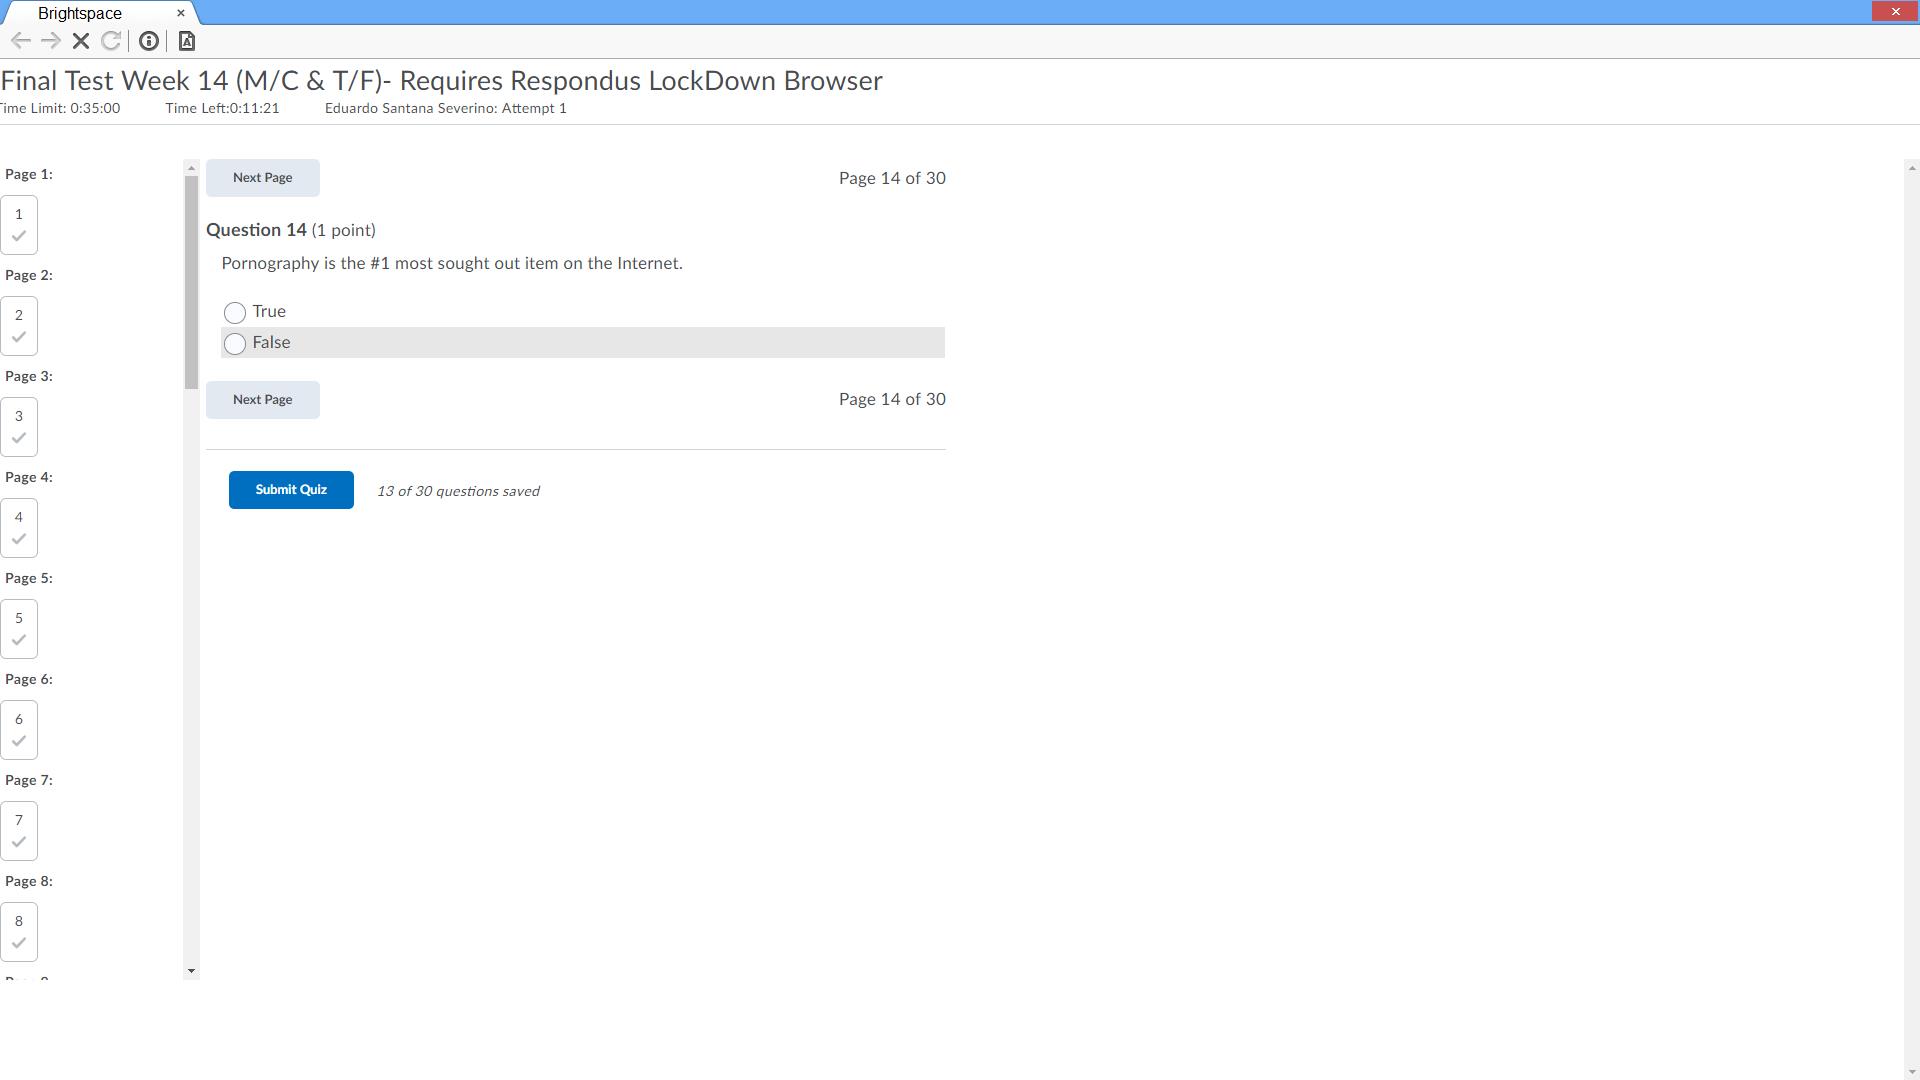 Brightspace
Final Test Week 14 (M/C & T/F)- Requires Respondus LockDown Browser
Time Limit: 0:35:00 Time Left:0:11:21 Eduardo Santana Severino: Attempt 1
Page 1:
1
Page 2:
2
Page 3:
3
Page 4:
4
Page 5:
5
Page 6:
6
Page 7:
7
Page 8:
8
Next Page Page 14 of 30
Question 14 (1 point)
Pornography is the #1 most sought out item on the Internet.
True
False
Next Page Page 14 of 30
Submit Quiz 13 of 30 questions saved